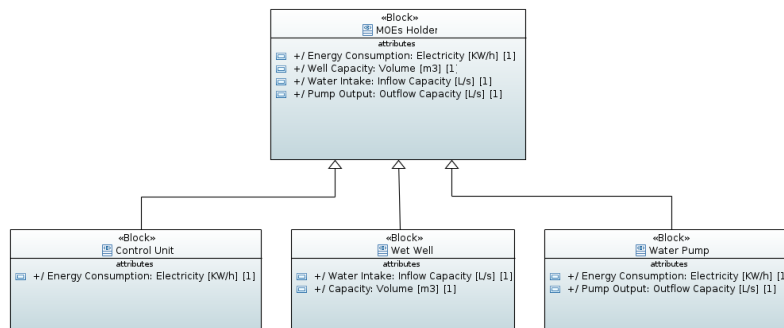 «Block»
MOEs Holder
attributes
+/ Energy Consumption: Electricity [KW/h] [1]
+/ Well Capacity: Volume [m3] [1]
+/ Water Intake: Inflow Capacity [L/s] [1]
+/ Pump Output: Outflow Capacity [L/s] [1]
«Block»
Control Unit
attributes
+/ Energy Consumption: Electricity [KW/h] [1]
«Block»
Wet Well
attributes
+/ Water Intake: Inflow Capacity [L/s] [1]
+/ Capacity: Volume [m3] [1]
«Block»
Water Pump
attributes
+/ Energy Consumption: Electricity [KW/h] [1]
+/ Pump Output: Outflow Capacity [L/s] [1]